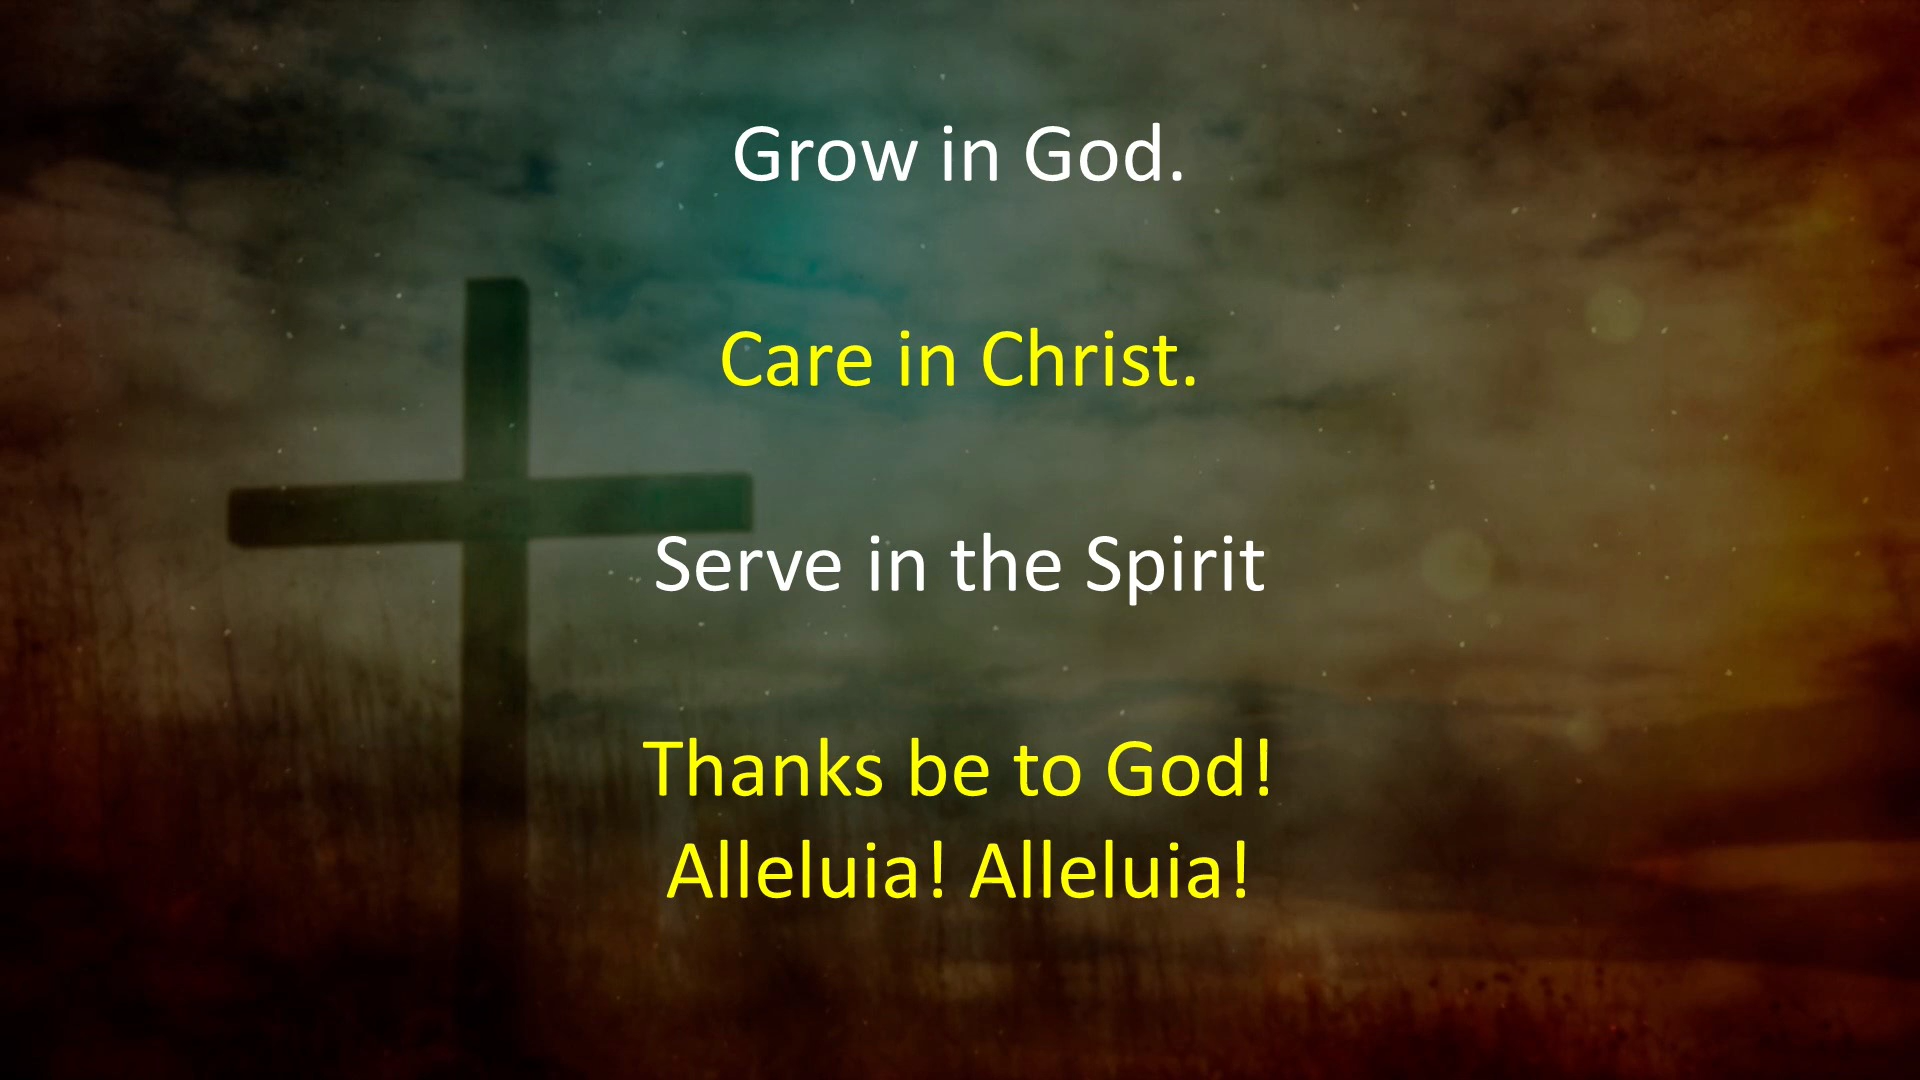 Grow in God.
Care in Christ.
Serve in the Spirit
Thanks be to God!
Alleluia! Alleluia!